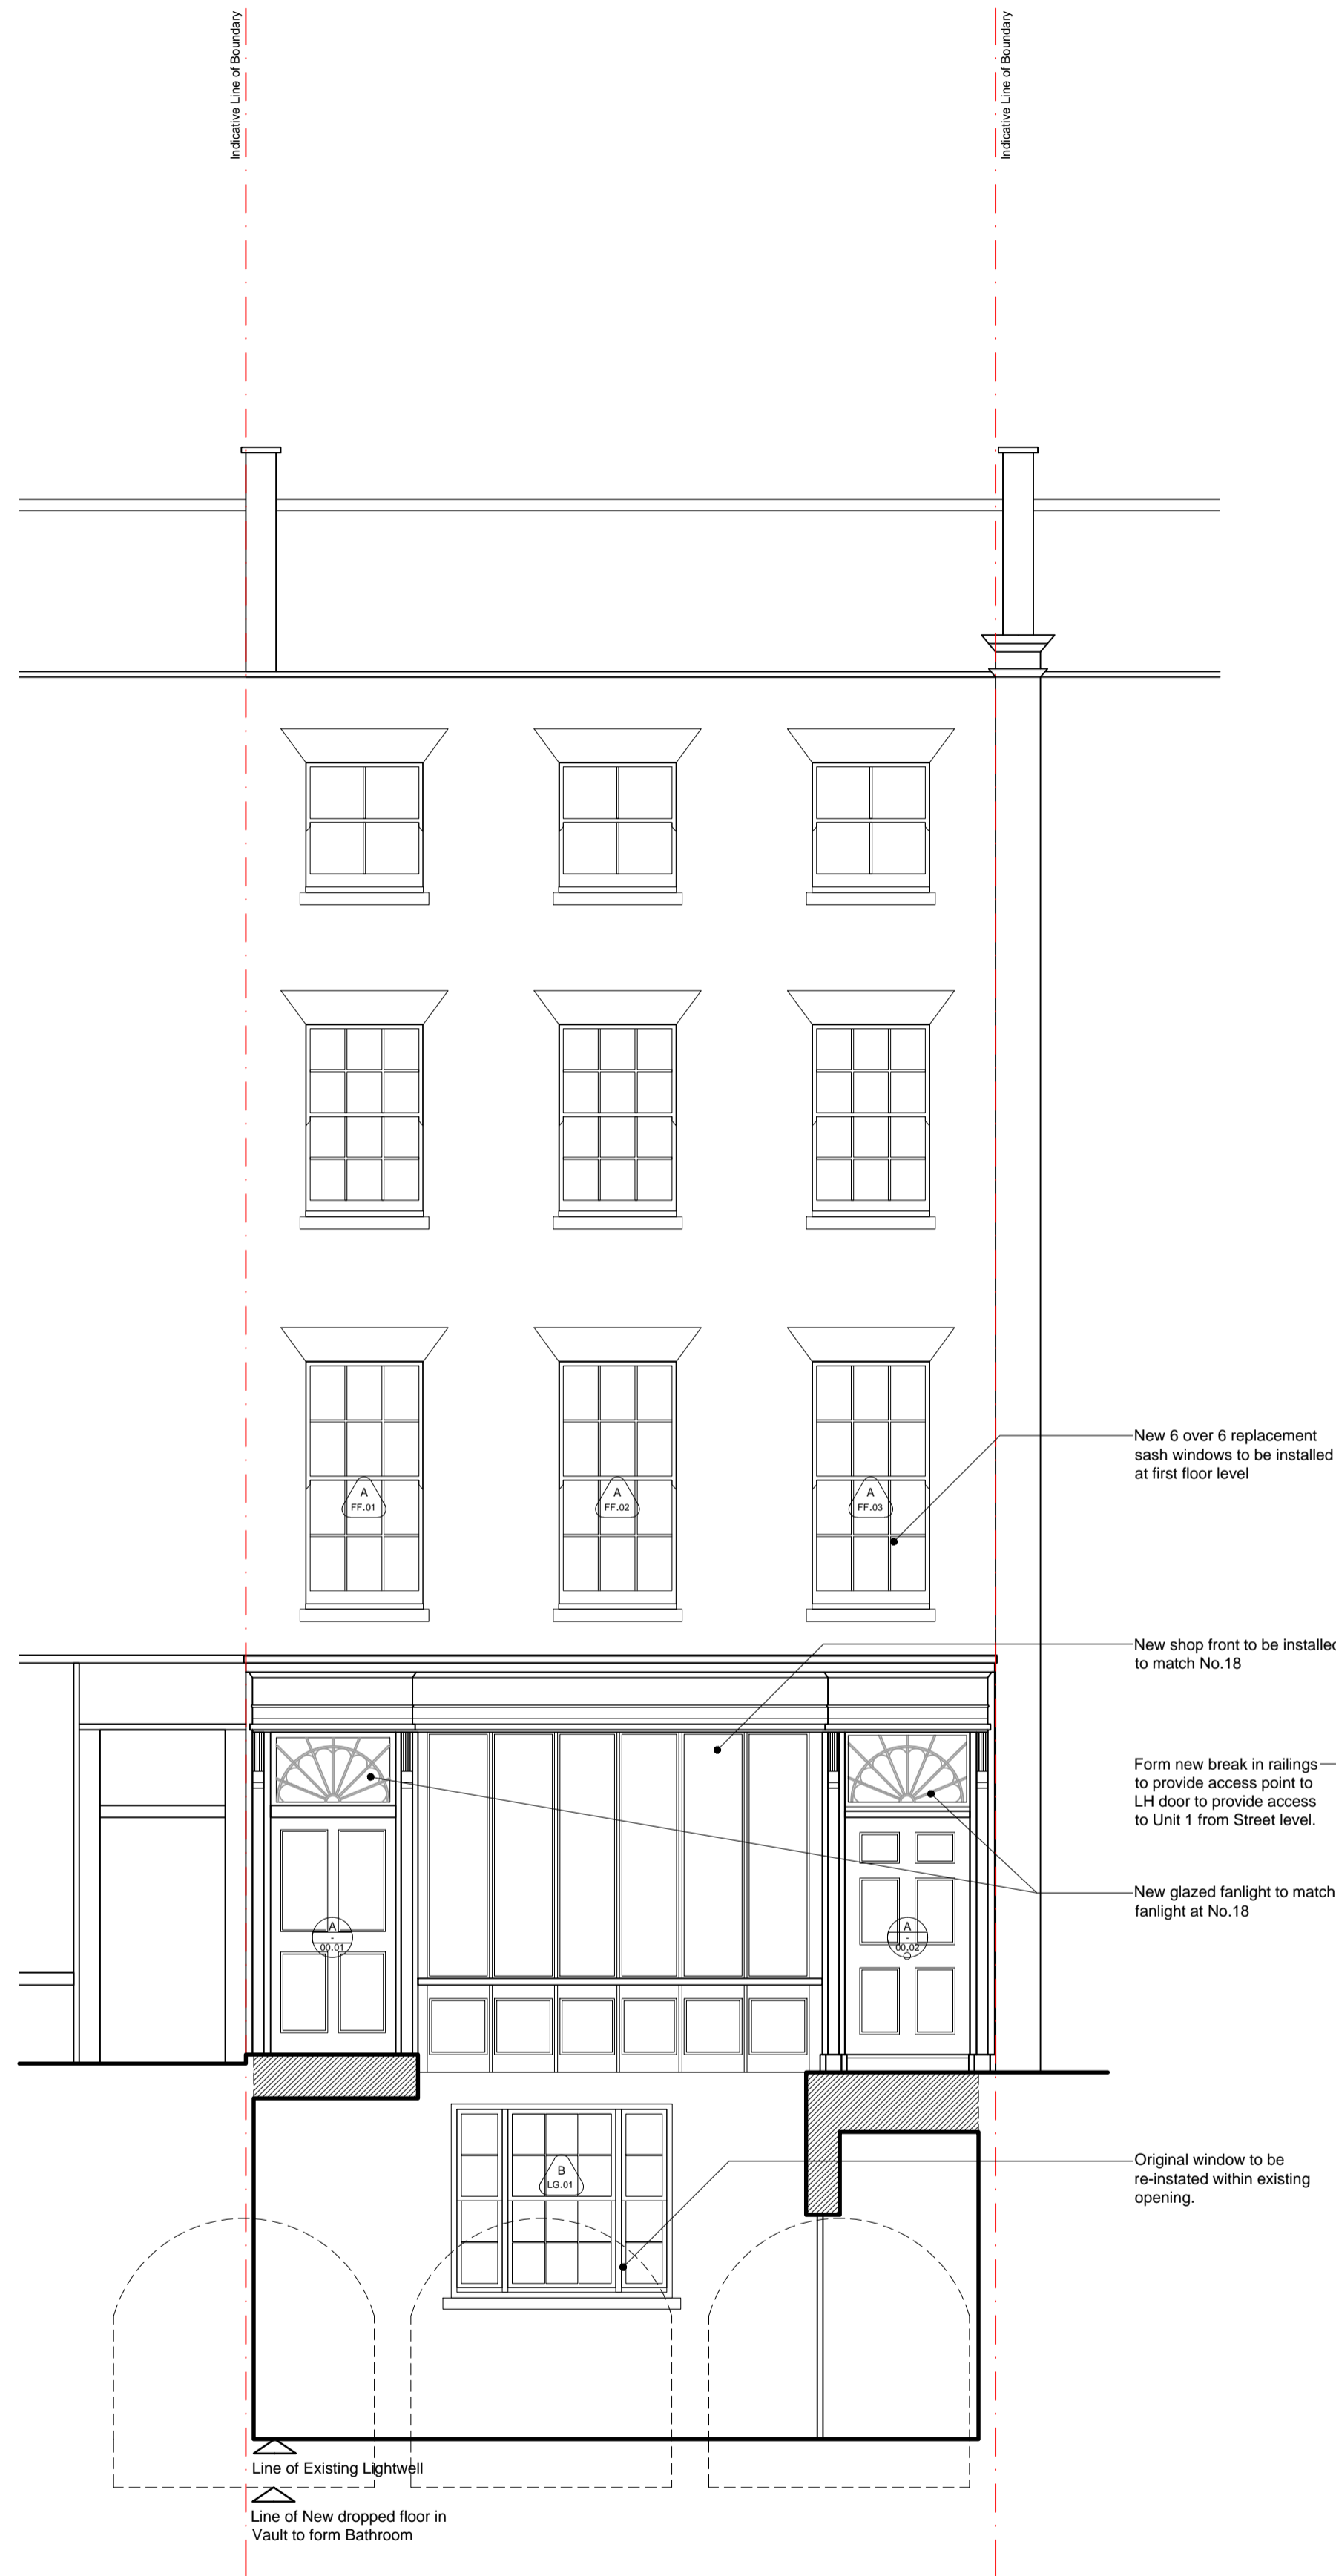 Indicative Line of Boundary
Indicative Line of Boundary
A
FF.01
A
FF.02
A
FF.03
New 6 over 6 replacement
sash windows to be installed
at first floor level
New shop front to be installed
to match No.18
Form new break in railings
to provide access point to
LH door to provide access
to Unit 1 from Street level.
New glazed fanlight to match
fanlight at No.18
A
-
00.01
A
-
00.02
B
LG.01
Original window to be
re-instated within existing
opening.
Line of Existing Lightwell
Line of New dropped floor in
Vault to form Bathroom